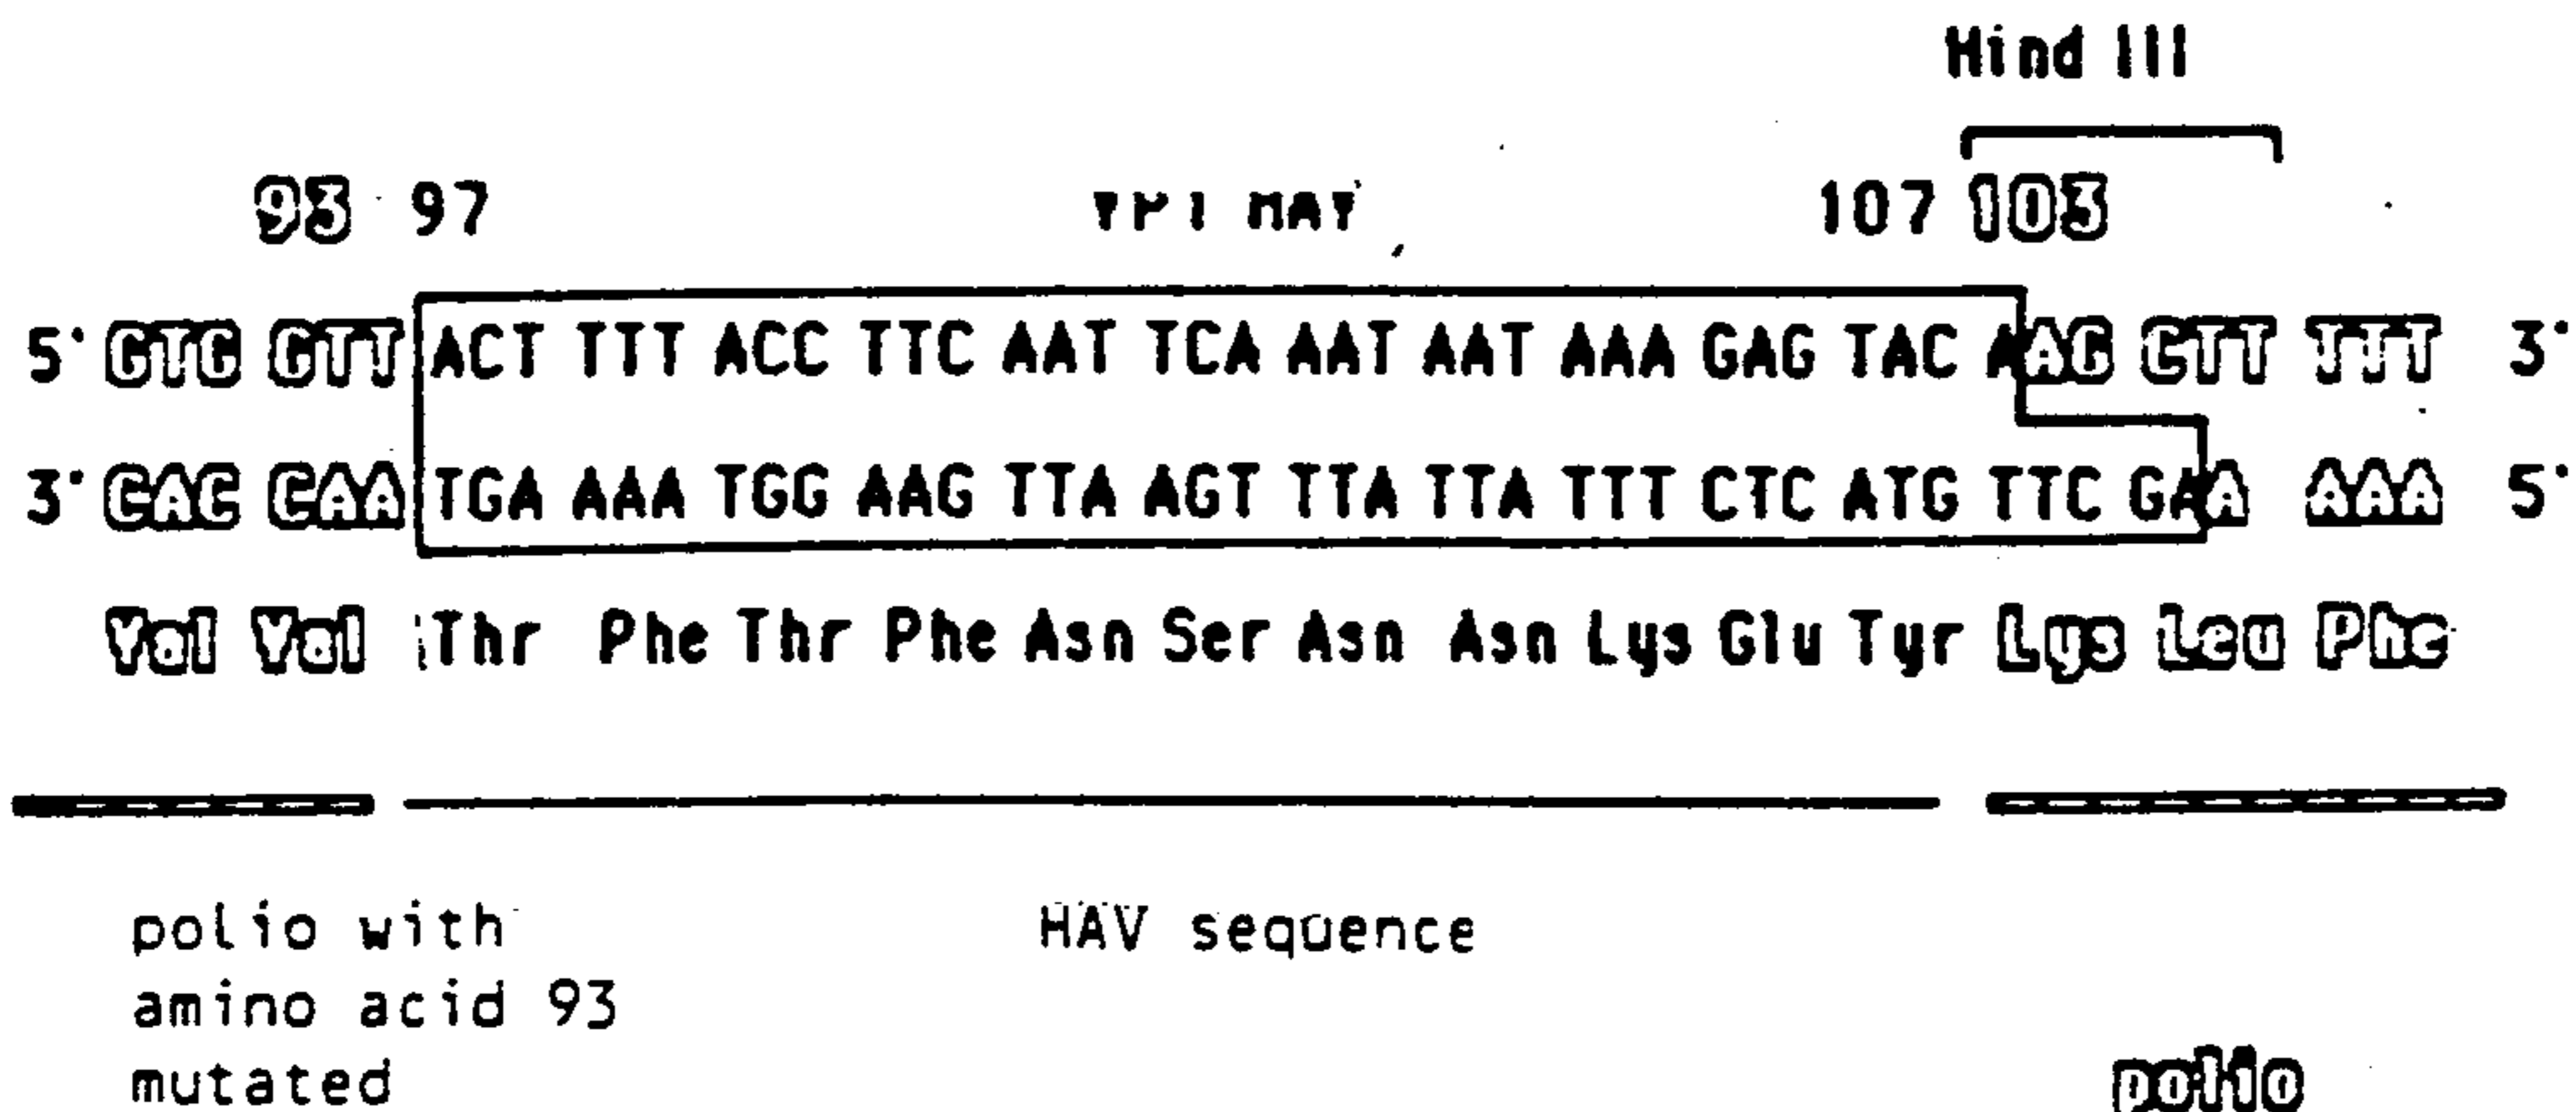 Hind III
93 97 VP1 HAV 107 103
5' GTG GTT ACT TTT ACC TTC AAT TCA AAT AAT AAA GAG TAC AAG CTT TTT 3'
3' CAC CAA TGA AAA TGG AAG TTA AGT TTA TTA TTT CTC ATG TTC GAA AAA 5'
Val Val Thr Phe Thr Phe Asn Ser Asn Asn Lys Glu Tyr Lys Leu Phe
polio with HAV sequence
amino acid 93
mutated polio